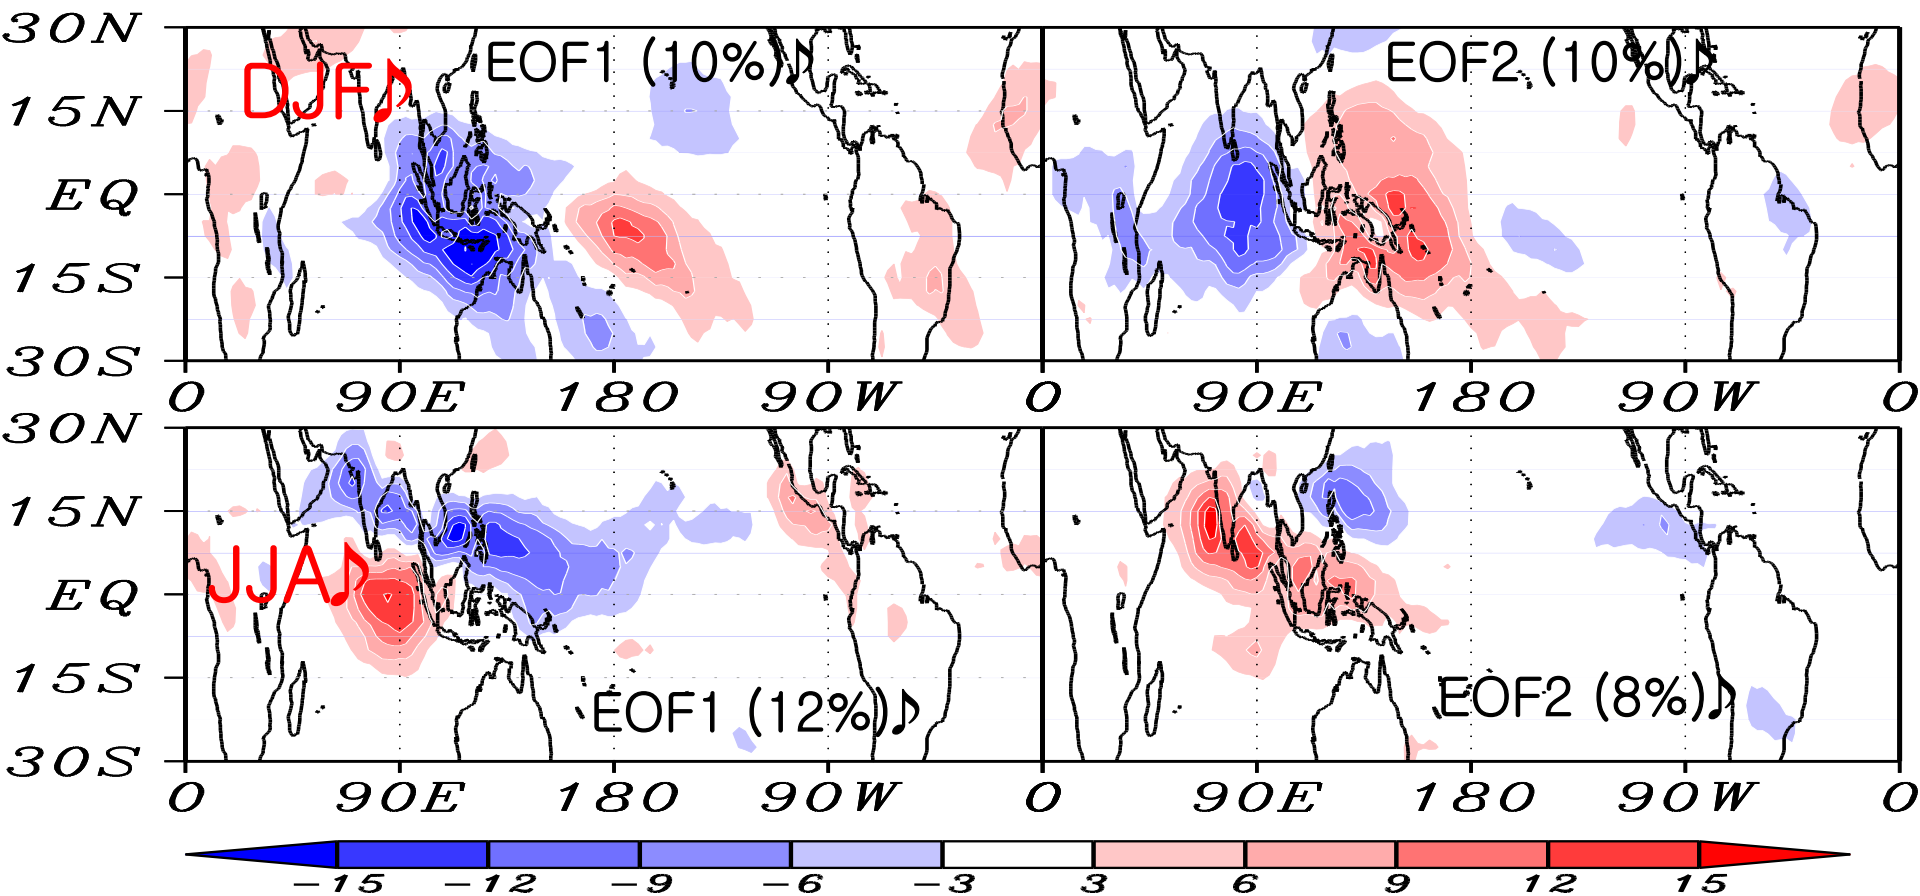 30N
15N
EQ
15S
30S
DJF♪
EOF1 (10%)♪
EOF2 (10%)♪
0 90E 180 90W 0 90E 180 90W 0
30N
15N
EQ
15S
30S
JJA♪
EOF1 (12%)♪
EOF2 (8%)♪
0 90E 180 90W 0 90E 180 90W 0
-15 -12 -9 -6 -3 3 6 9 12 15